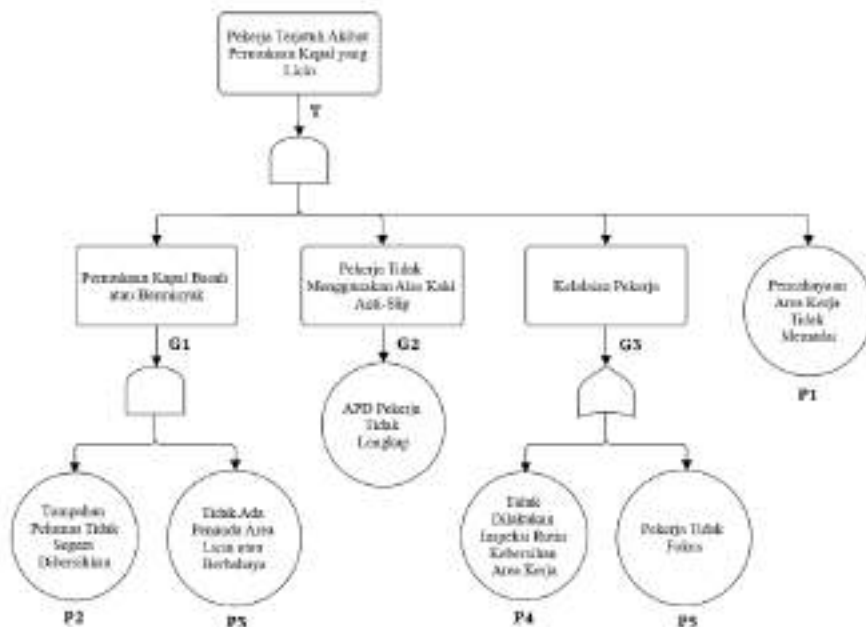 Pekerja Terjatuh Akibat
Permukaan Kapal yang
Licin
T
Permukaan Kapal Basah
atau Berminyak
Pekerja Tidak
Menggunakan Alas Kaki
Anti-Slip
Kelalaian Pekerja
Pencahayaan
Area Kerja
Tidak
Memadai
G1
G2
G3
P1
APD Pekerja
Tidak
Lengkap
Tumpahan
Pelumas Tidak
Segera
Dibersihkan
Tidak Ada
Penanda Area
Licin atau
Berbahaya
Tidak
Dilakukan
Inspeksi Rutin
Kebersihan
Area Kerja
Pekerja Tidak
Fokus
P2
P3
P4
P5